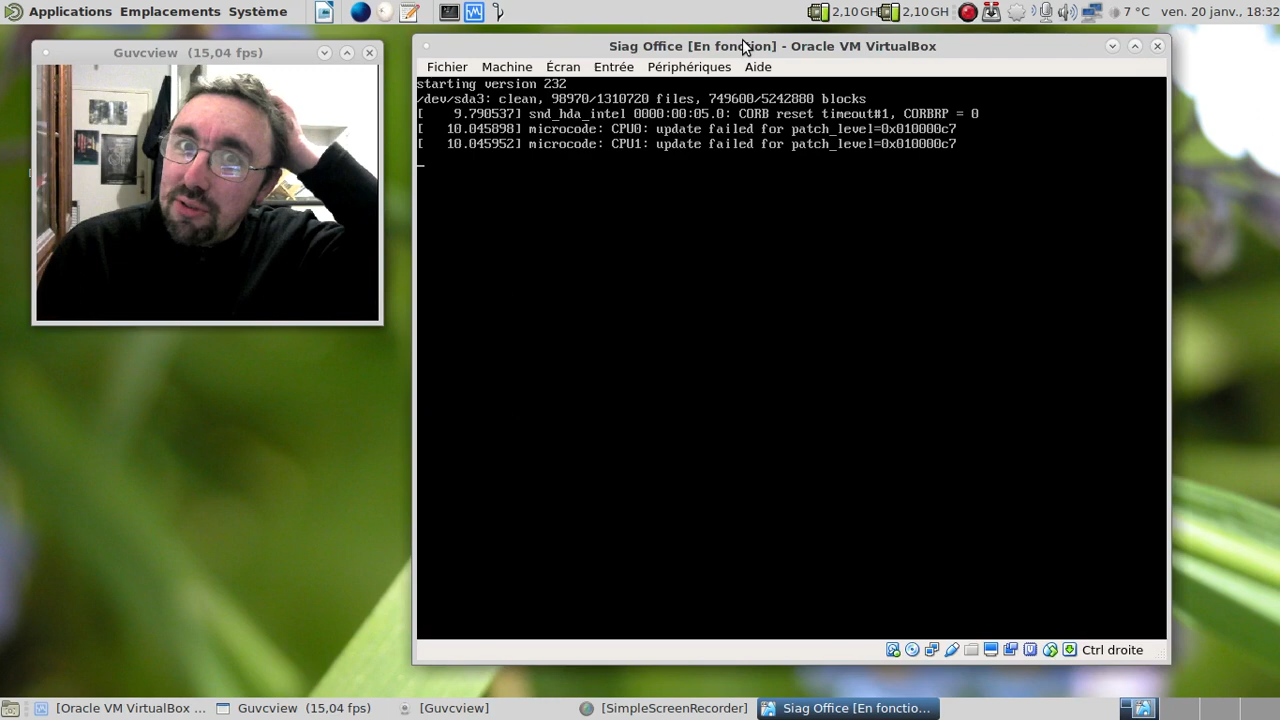 Applications Emplacements Système
2,10 GH
2,10 GH
7 °C
ven. 20 janv., 18:32
Guvcview (15,04 fps)
Siag Office [En fonction] - Oracle VM VirtualBox
Fichier Machine Écran Entrée Périphériques Aide
starting version 232
/dev/sda3: clean, 98970/1310720 files, 749600/5242880 blocks
[    9.790537] snd_hda_intel 0000:00:05.0: CORB reset timeout#1, CORBRP = 0
[   10.045898] microcode: CPU0: update failed for patch_level=0x010000c7
[   10.045952] microcode: CPU1: update failed for patch_level=0x010000c7
Ctrl droite
[Oracle VM VirtualBox ...
Guvcview (15,04 fps)
[Guvcview]
[SimpleScreenRecorder]
Siag Office [En fonctio...